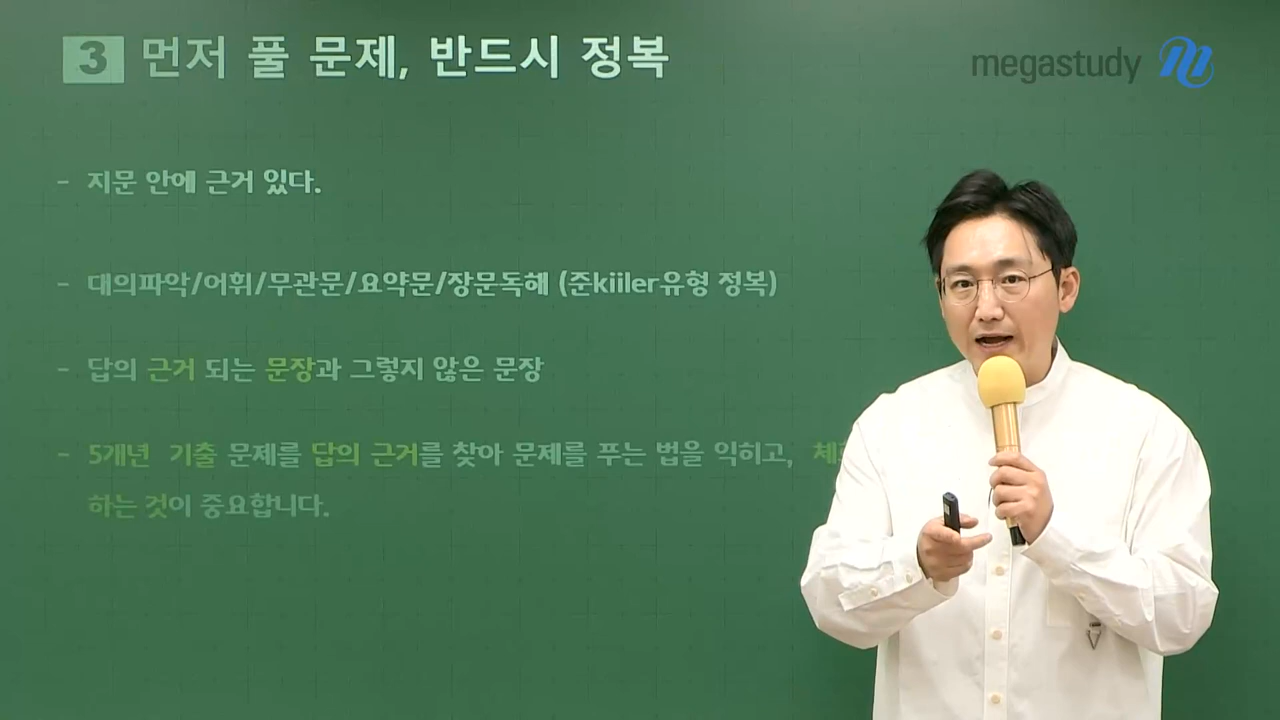 3 먼저 풀 문제, 반드시 정복
megastudy
- 지문 안에 근거 있다.
- 대의파악/어휘/무관문/요약문/장문독해 (준kiiler유형 정복)
- 답의 근거 되는 문장과 그렇지 않은 문장
- 5개년 기출 문제를 답의 근거를 찾아 문제를 푸는 법을 익히고,
하는 것이 중요합니다.